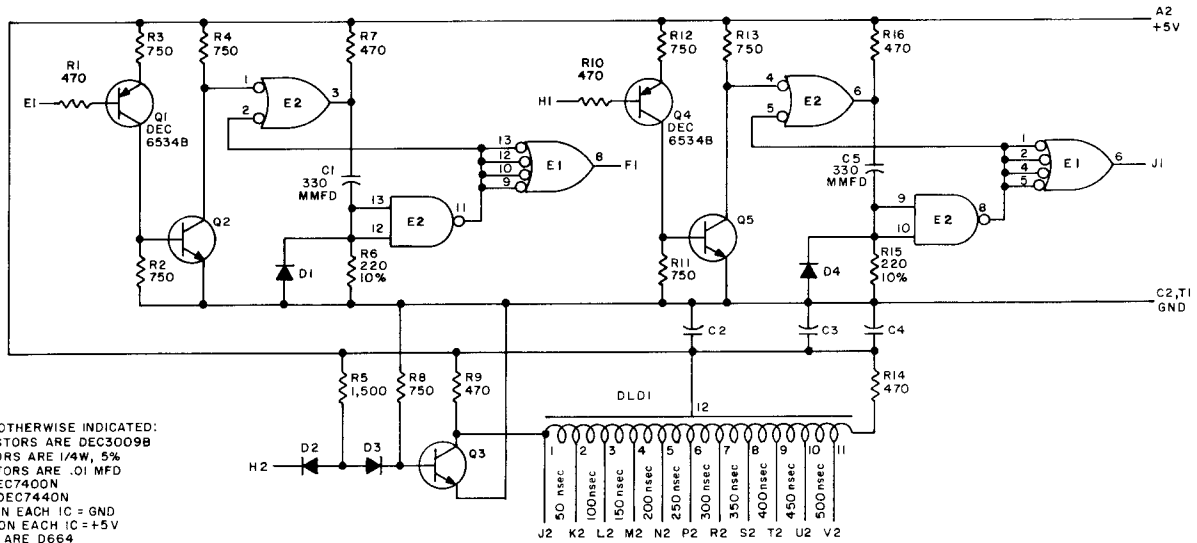 A2
+5V
R3
750
R4
750
R7
470
R12
750
R13
750
R16
470
R1
470
R10
470
E1
H1
Q1
DEC
6534B
Q4
DEC
6534B
1
2
E2
3
4
5
E2
6
13
12
10
9
E1
8
F1
1
2
4
5
E1
6
J1
C1
330
MMFD
C5
330
MMFD
13
12
E2
11
9
10
E2
8
Q2
Q5
R2
750
D1
R6
220
10%
R11
750
D4
R15
220
10%
C2,T1
GND
C2
C3
C4
R5
1,500
R8
750
R9
470
R14
470
DLD1
12
H2
D2
D3
Q3
1 2 3 4 5 6 7 8 9 10 11
50 nsec
100 nsec
150 nsec
200 nsec
250 nsec
300 nsec
350 nsec
400 nsec
450 nsec
500 nsec
J2 K2 L2 M2 N2 P2 R2 S2 T2 U2 V2
OTHERWISE INDICATED:
STORS ARE DEC3009B
ORS ARE 1/4W, 5%
TORS ARE .01 MFD
EC7400N
DEC7440N
N EACH IC = GND
ON EACH IC = +5V
ARE D664